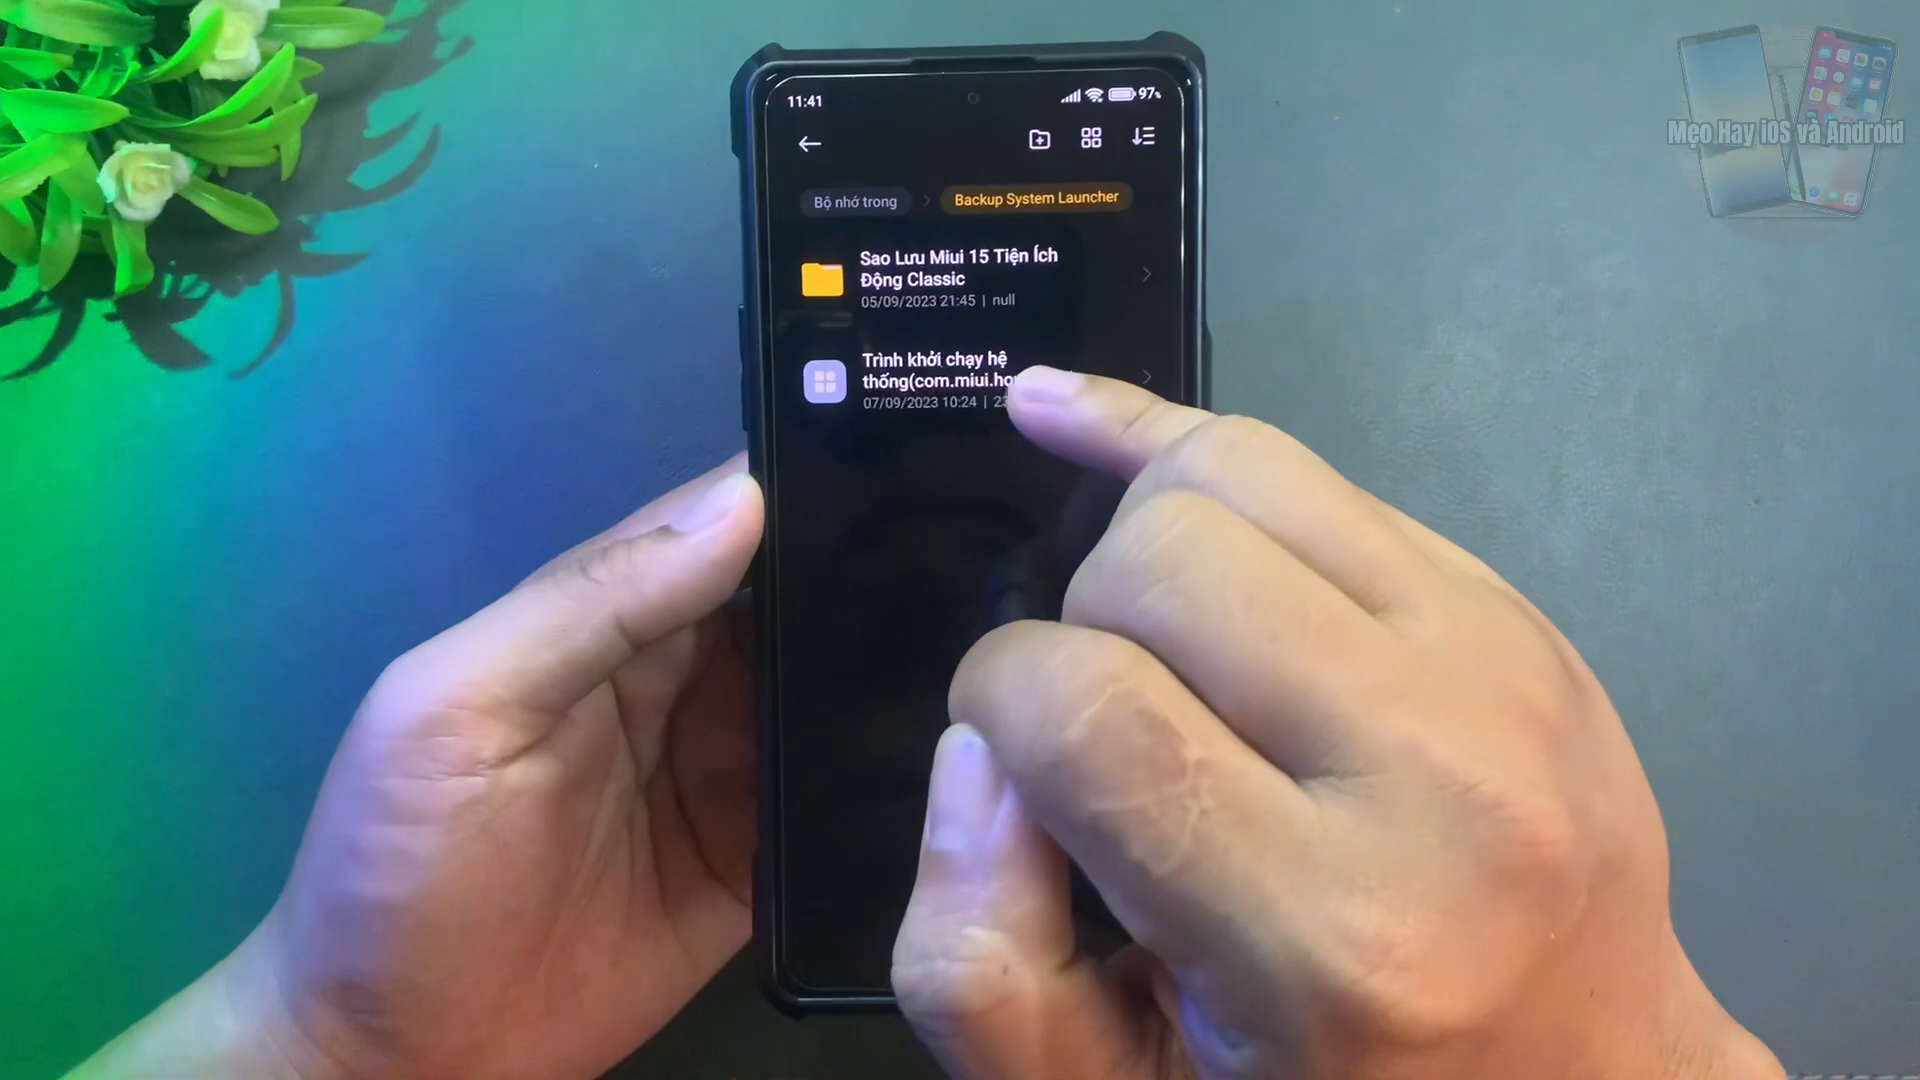 Mẹo Hay iOS và Android
11:41
97%
Bộ nhớ trong
Backup System Launcher
Sao Lưu Miui 15 Tiện Ích
Động Classic
05/09/2023 21:45 | null
Trình khởi chạy hệ
thống(com.miui.ho
07/09/2023 10:24 | 23